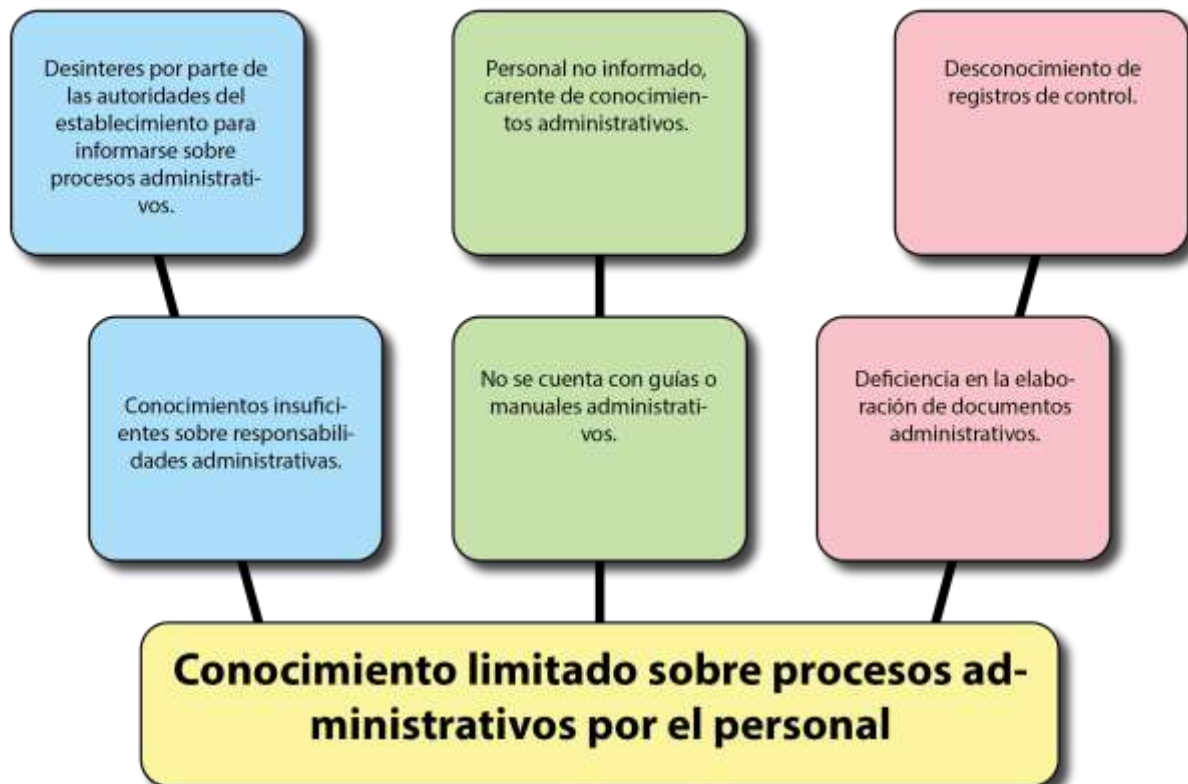 Desinteres por parte de
las autoridades del
establecimiento para
informarse sobre
procesos administrati-
vos.
Personal no informado,
carente de conocimien-
tos administrativos.
Desconocimiento de
registros de control.
Conocimientos insufici-
entes sobre responsabili-
dades administrativas.
No se cuenta con guías o
manuales administrati-
vos.
Deficiencia en la elabo-
ración de documentos
administrativos.
Conocimiento limitado sobre procesos ad-
ministrativos por el personal